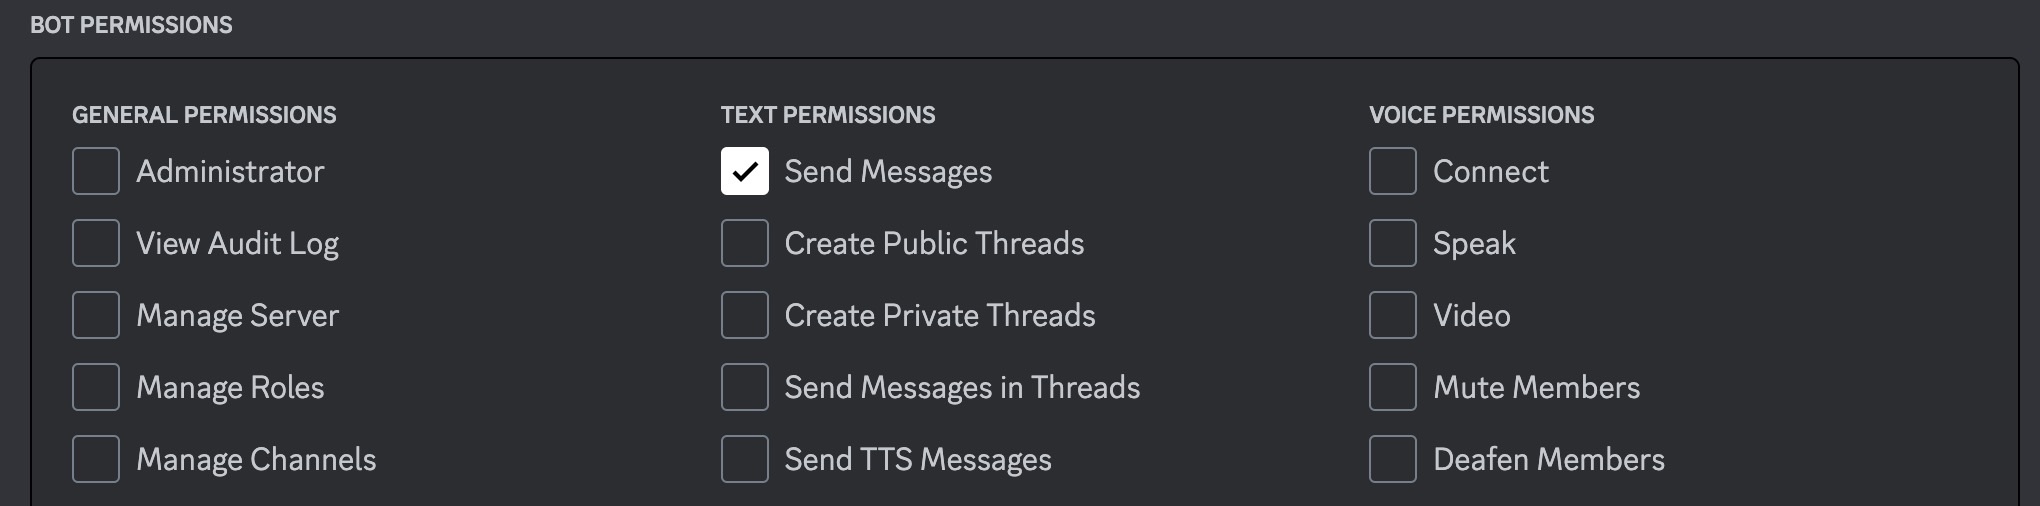 BOT PERMISSIONS
GENERAL PERMISSIONS
Administrator
View Audit Log
Manage Server
Manage Roles
Manage Channels
TEXT PERMISSIONS
Send Messages
Create Public Threads
Create Private Threads
Send Messages in Threads
Send TTS Messages
VOICE PERMISSIONS
Connect
Speak
Video
Mute Members
Deafen Members